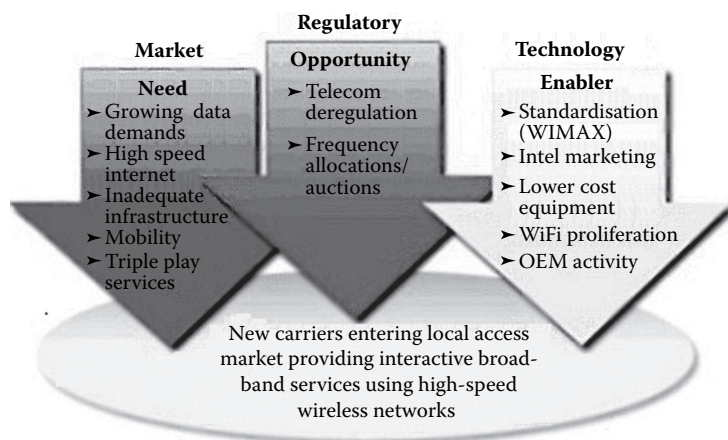 Market
Need
➤ Growing data
demands
➤ High speed
internet
➤ Inadequate
infrastructure
➤ Mobility
➤ Triple play
services
Regulatory
Opportunity
➤ Telecom
deregulation
➤ Frequency
allocations/
auctions
Technology
Enabler
➤ Standardisation
(WIMAX)
➤ Intel marketing
➤ Lower cost
equipment
➤ WiFi proliferation
➤ OEM activity
New carriers entering local access
market providing interactive broad-
band services using high-speed
wireless networks